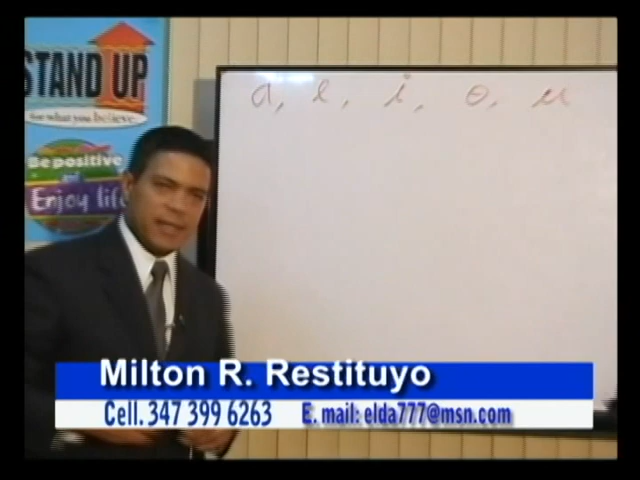 STAND UP
for what you believe.
Be positive
and
Enjoy life
a, e, i, o, u
Milton R. Restituyo
Cell. 347 399 6263 E. mail: elda777@msn.com